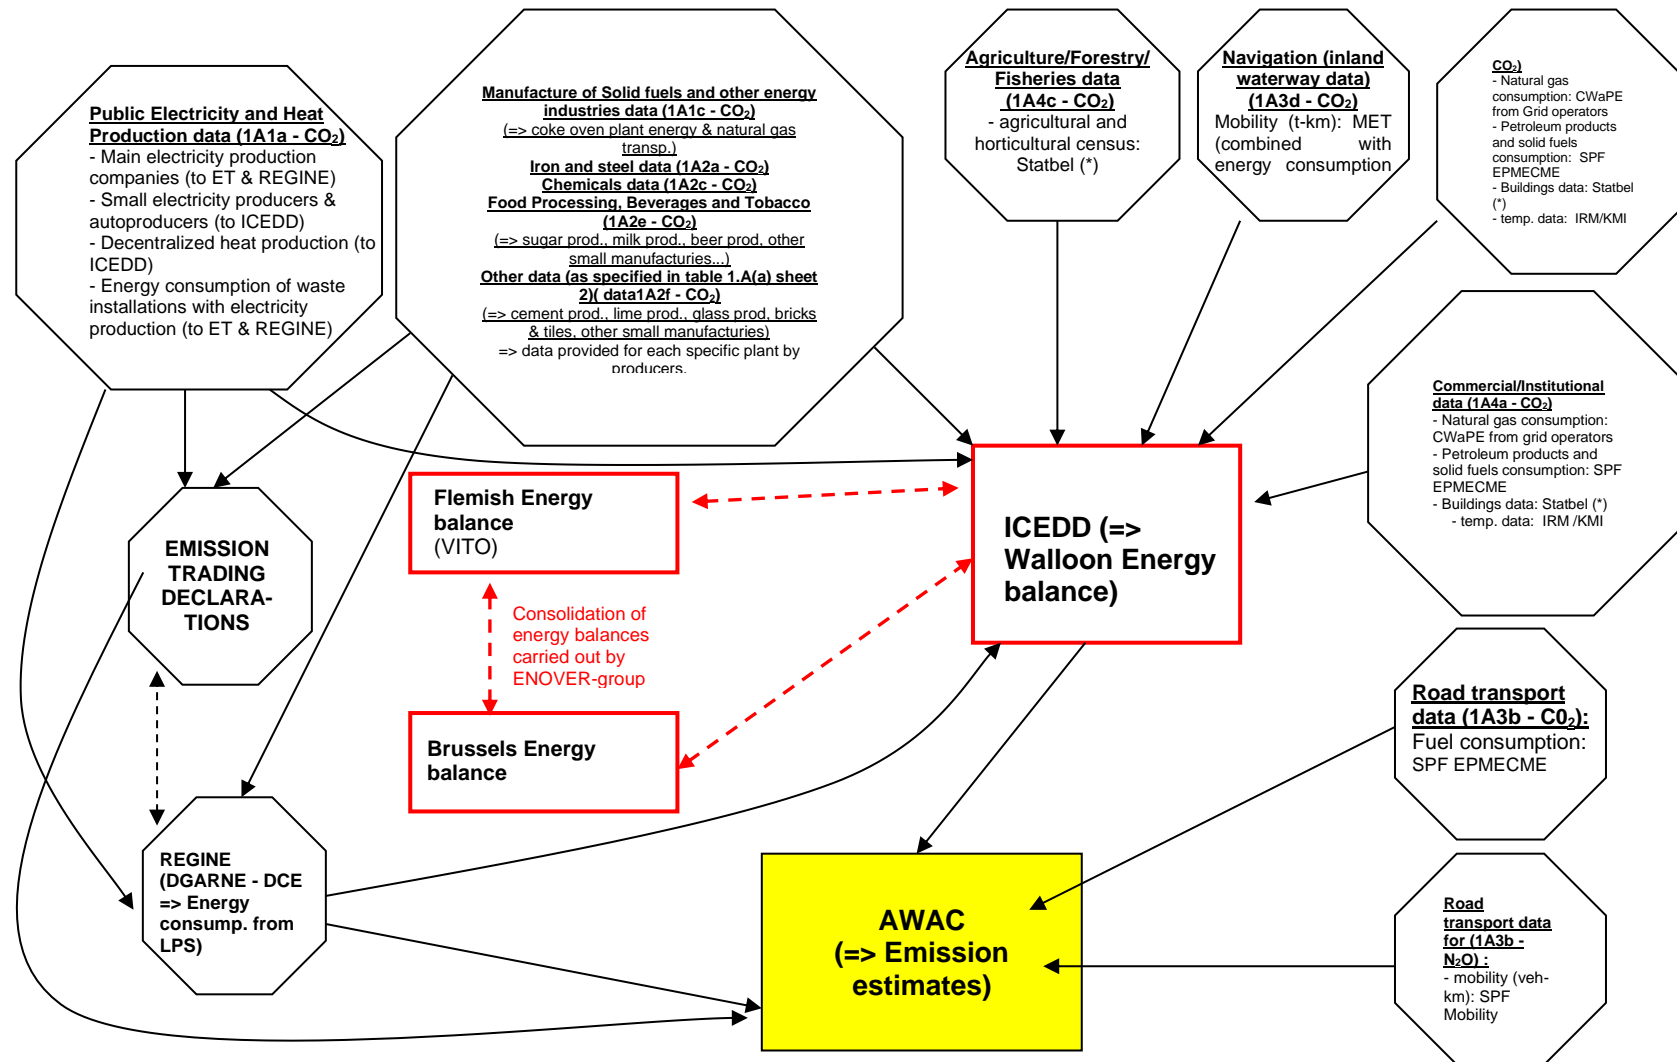 Public Electricity and Heat
Production data (1A1a - CO₂)
- Main electricity production
companies (to ET & REGINE)
- Small electricity producers &
autoproducers (to ICEDD)
- Decentralized heat production (to
ICEDD)
- Energy consumption of waste
installations with electricity
production (to ET & REGINE)
Manufacture of Solid fuels and other energy
industries data (1A1c - CO₂)
(=> coke oven plant energy & natural gas
transp.)
Iron and steel data (1A2a - CO₂)
Chemicals data (1A2c - CO₂)
Food Processing, Beverages and Tobacco
(1A2e - CO₂)
(=> sugar prod., milk prod., beer prod, other
small manufacturies...)
Other data (as specified in table 1.A(a) sheet
2)( data1A2f - CO₂)
(=> cement prod., lime prod., glass prod, bricks
& tiles, other small manufacturies)
=> data provided for each specific plant by
producers.
Agriculture/Forestry/
Fisheries data
(1A4c - CO₂)
- agricultural and
horticultural census:
Statbel (*)
Navigation (inland
waterway data)
(1A3d - CO₂)
Mobility (t-km): MET
(combined with
energy consumption
CO₂)
- Natural gas
consumption: CWaPE
from Grid operators
- Petroleum products
and solid fuels
consumption: SPF
EPMECME
- Buildings data: Statbel
(*)
- temp. data: IRM/KMI
Commercial/Institutional
data (1A4a - CO₂)
- Natural gas consumption:
CWaPE from grid operators
- Petroleum products and
solid fuels consumption: SPF
EPMECME
- Buildings data: Statbel (*)
- temp. data: IRM /KMI
EMISSION
TRADING
DECLARA-
TIONS
Flemish Energy
balance
(VITO)
ICEDD (=>
Walloon Energy
balance)
Consolidation of
energy balances
carried out by
ENOVER-group
Brussels Energy
balance
Road transport
data (1A3b - C0₂):
Fuel consumption:
SPF EPMECME
REGINE
(DGARNE - DCE
=> Energy
consump. from
LPS)
AWAC
(=> Emission
estimates)
Road
transport data
for (1A3b -
N₂O) :
- mobility (veh-
km): SPF
Mobility